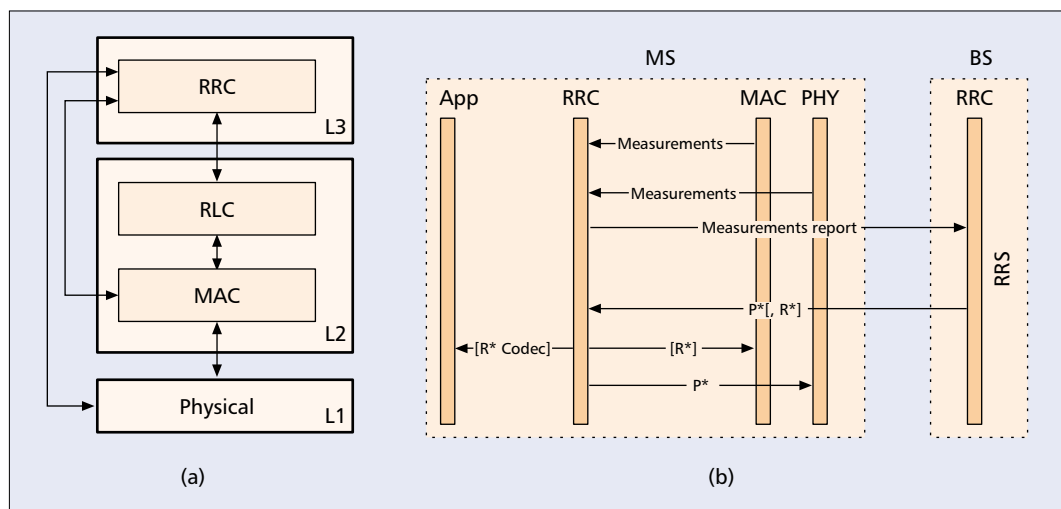 RRC
L3
RLC
MAC
L2
Physical
L1
(a)
MS
BS
App
RRC
MAC
PHY
RRC
Measurements
Measurements
Measurements report
RRS
P*[, R*]
[R* Codec]
[R*]
P*
(b)